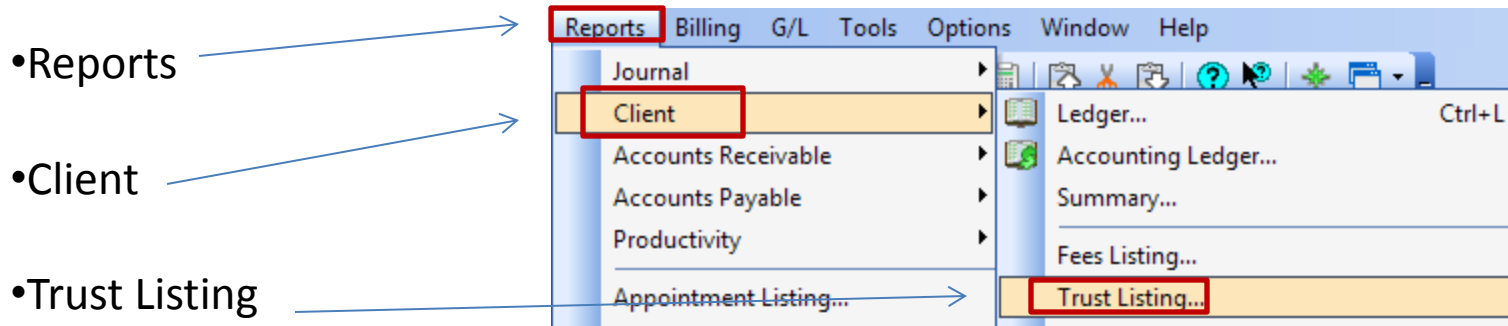 •Reports
•Client
•Trust Listing
Reports Billing G/L Tools Options Window Help
Journal
Client
Accounts Receivable
Accounts Payable
Productivity
Appointment Listing...
Ledger... Ctrl+L
Accounting Ledger...
Summary...
Fees Listing...
Trust Listing...